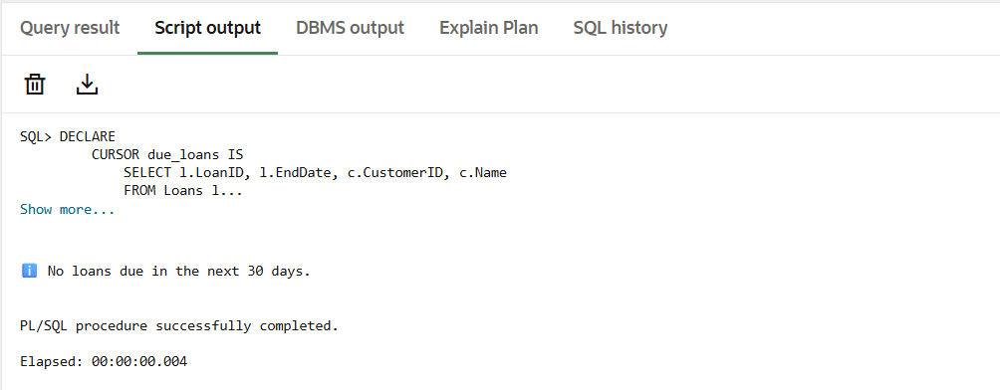 Query result Script output DBMS output Explain Plan SQL history
SQL> DECLARE
CURSOR due_loans IS
SELECT l.LoanID, l.EndDate, c.CustomerID, c.Name
FROM Loans l...
Show more...
ℹ️ No loans due in the next 30 days.
PL/SQL procedure successfully completed.
Elapsed: 00:00:00.004